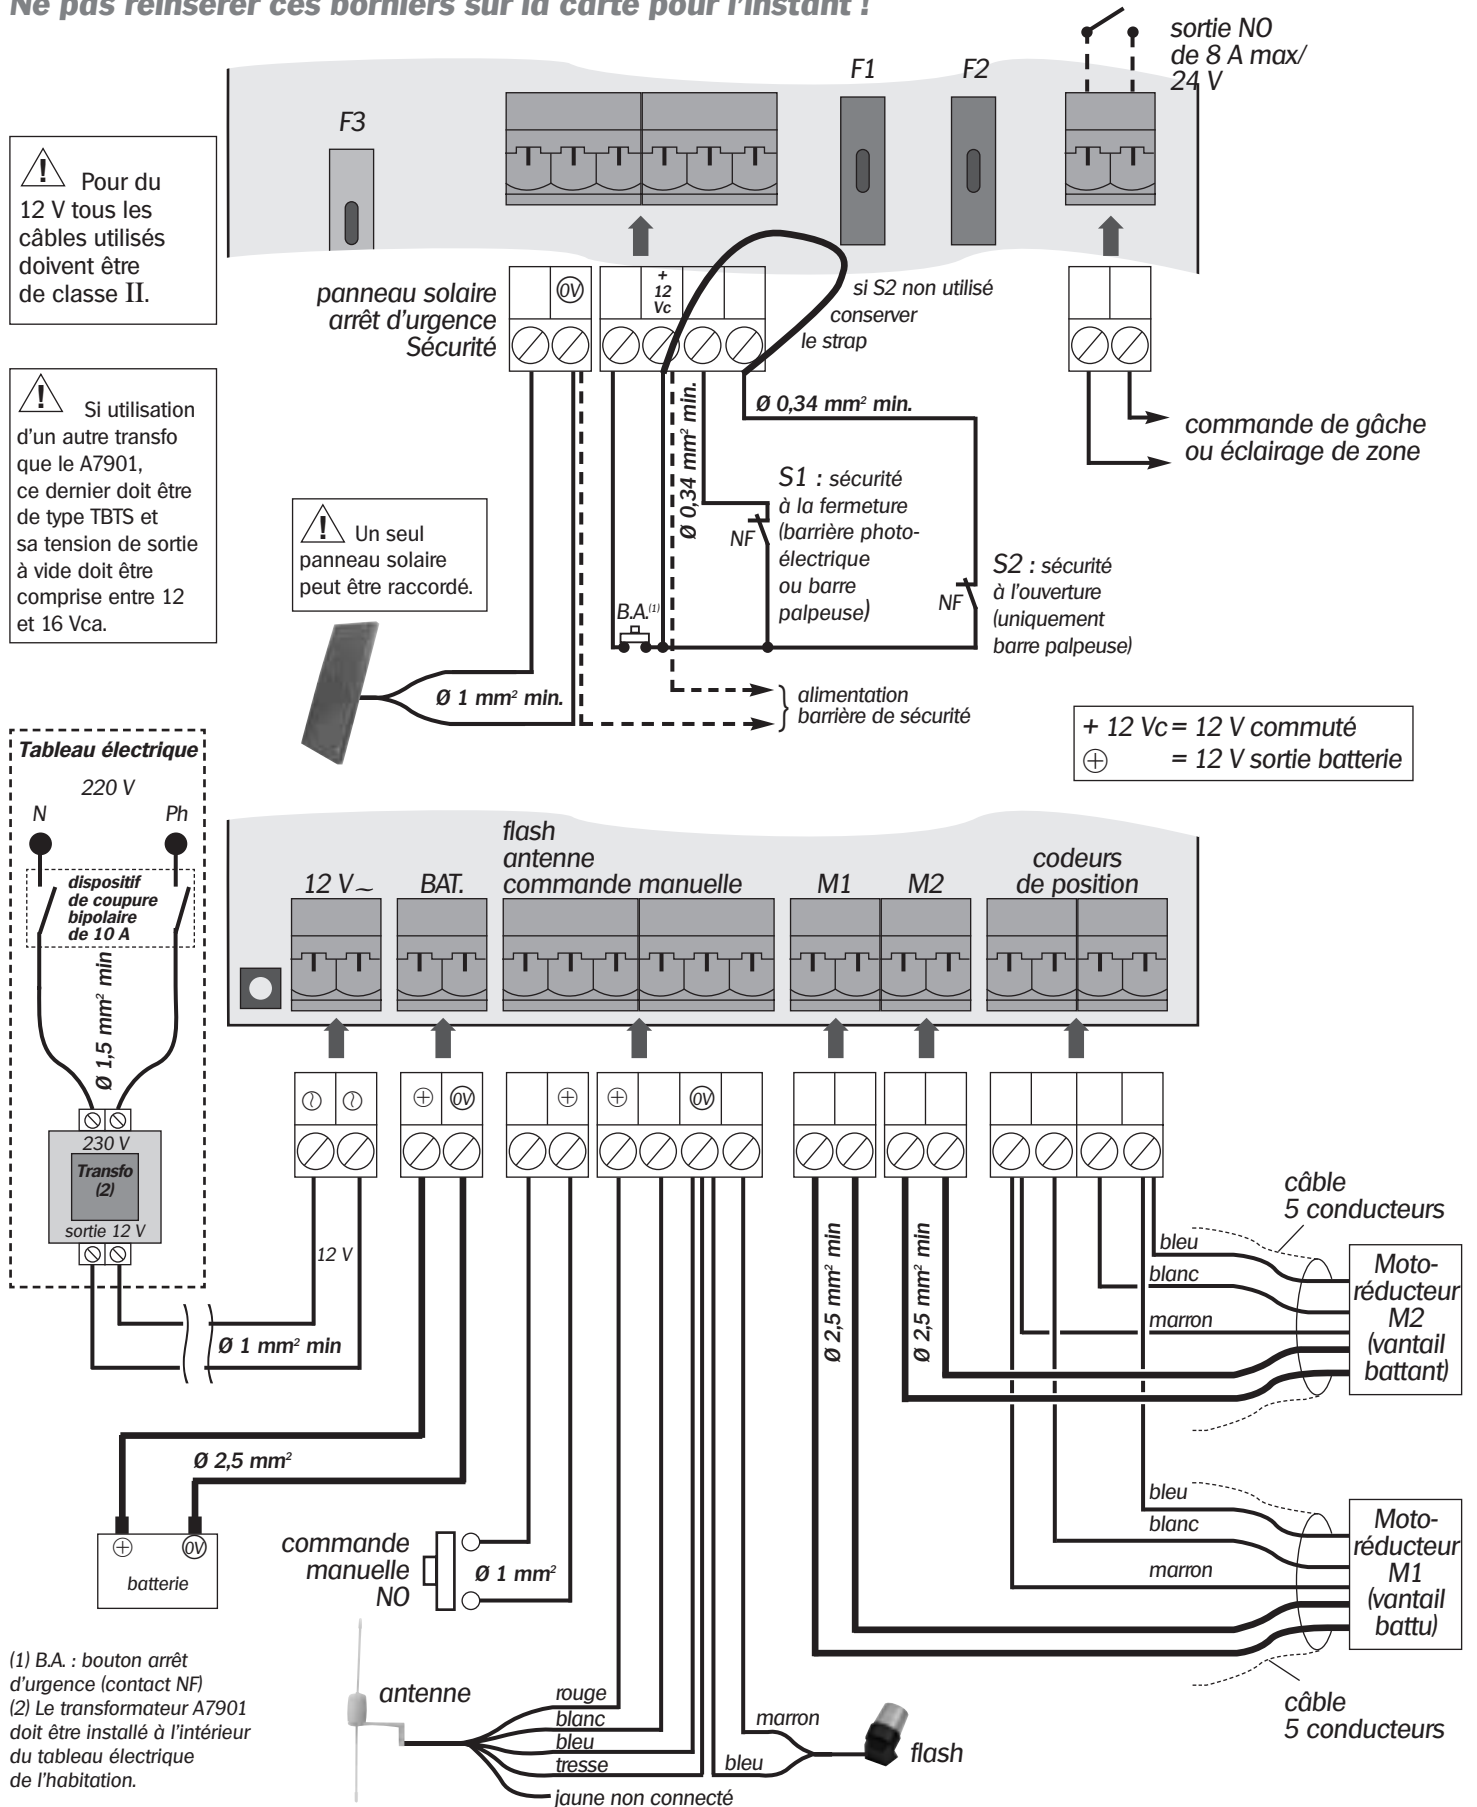 Ne pas réinsérer ces borniers sur la carte pour l'instant !
sortie NO
de 8 A max/
24 V
F1
F2
F3
⚠ Pour du
12 V tous les
câbles utilisés
doivent être
de classe II.
panneau solaire
arrêt d'urgence
Sécurité
0V
+
12
Vc
si S2 non utilisé
conserver
le strap
⚠ Si utilisation
d'un autre transfo
que le A7901,
ce dernier doit être
de type TBTS et
sa tension de sortie
à vide doit être
comprise entre 12
et 16 Vca.
Ø 0,34 mm² min.
Ø 0,34 mm² min.
commande de gâche
ou éclairage de zone
⚠ Un seul
panneau solaire
peut être raccordé.
S1 : sécurité
à la fermeture
(barrière photo-
électrique
ou barre
palpeuse)
NF
S2 : sécurité
à l'ouverture
(uniquement
barre palpeuse)
NF
B.A.(1)
Ø 1 mm² min.
alimentation
barrière de sécurité
+ 12 Vc = 12 V commuté
⊕ = 12 V sortie batterie
Tableau électrique
220 V
N
Ph
dispositif
de coupure
bipolaire
de 10 A
Ø 1,5 mm² min
230 V
Transfo
(2)
sortie 12 V
12 V~
BAT.
flash
antenne
commande manuelle
M1
M2
codeurs
de position
⊕
0V
⊕
⊕
0V
12 V
Ø 1 mm² min
Ø 2,5 mm² min
Ø 2,5 mm² min
câble
5 conducteurs
bleu
blanc
marron
Moto-
réducteur
M2
(vantail
battant)
Ø 2,5 mm²
⊕
0V
batterie
commande
manuelle
NO
Ø 1 mm²
bleu
blanc
marron
Moto-
réducteur
M1
(vantail
battu)
câble
5 conducteurs
(1) B.A. : bouton arrêt
d'urgence (contact NF)
(2) Le transformateur A7901
doit être installé à l'intérieur
du tableau électrique
de l'habitation.
antenne
rouge
blanc
bleu
tresse
jaune non connecté
marron
bleu
flash